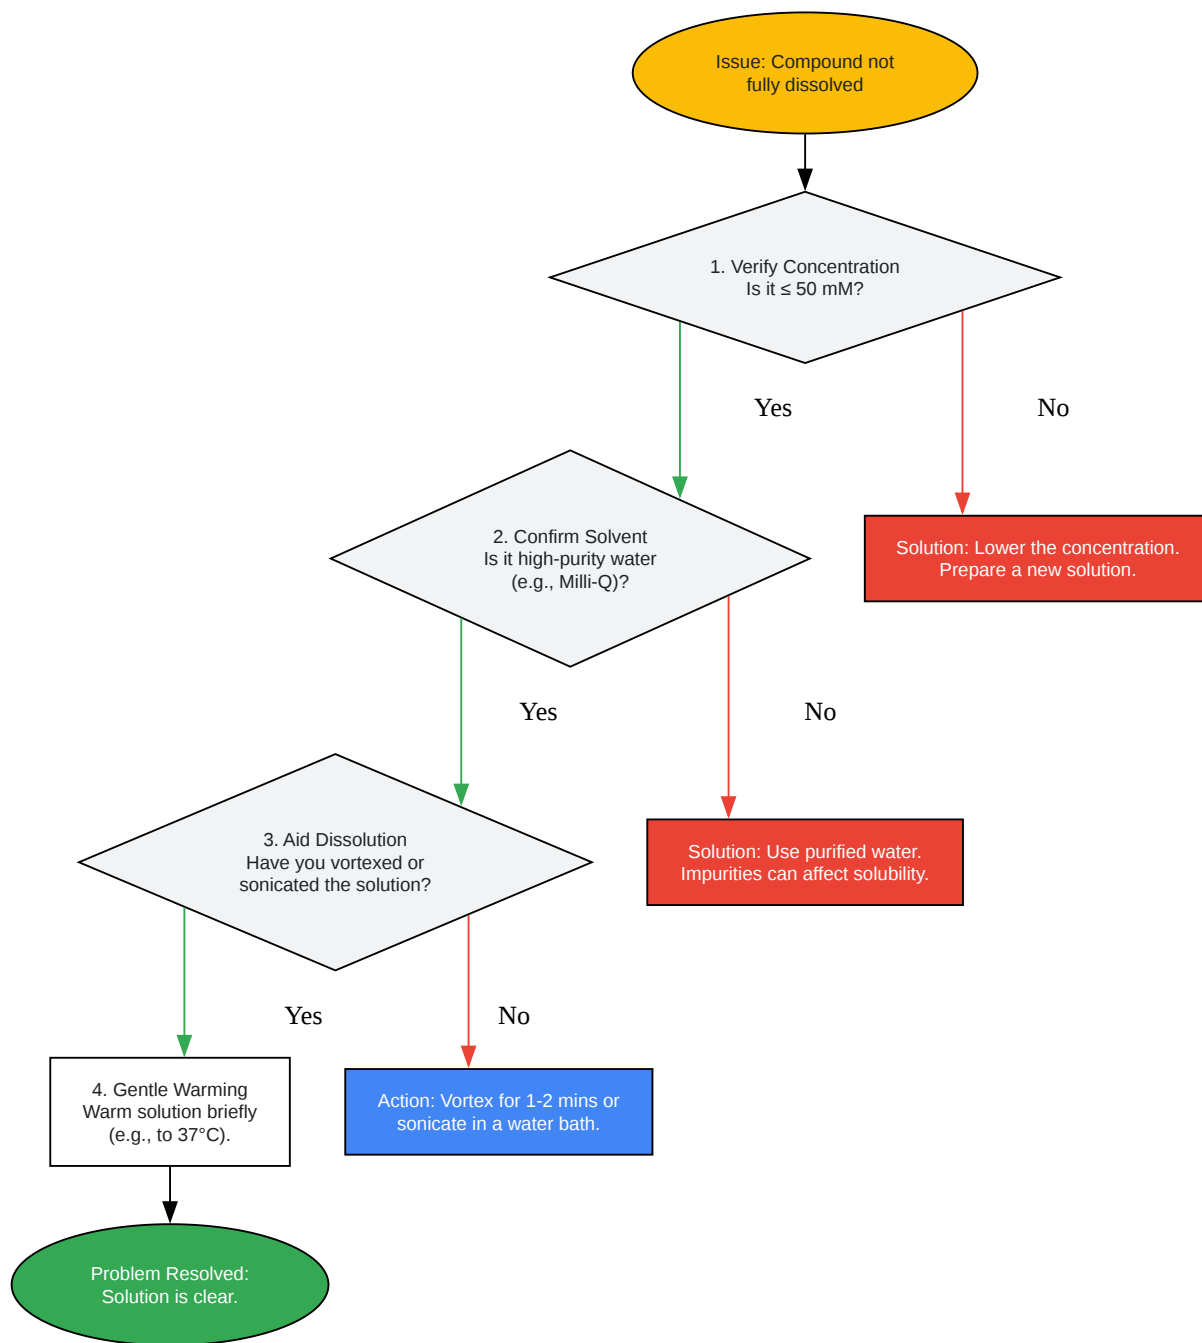 Issue: Compound not
fully dissolved
1. Verify Concentration
Is it ≤ 50 mM?
Yes
No
2. Confirm Solvent
Is it high-purity water
(e.g., Milli-Q)?
Solution: Lower the concentration.
Prepare a new solution.
Yes
No
3. Aid Dissolution
Have you vortexed or
sonicated the solution?
Solution: Use purified water.
Impurities can affect solubility.
Yes
No
4. Gentle Warming
Warm solution briefly
(e.g., to 37°C).
Action: Vortex for 1-2 mins or
sonicate in a water bath.
Problem Resolved:
Solution is clear.